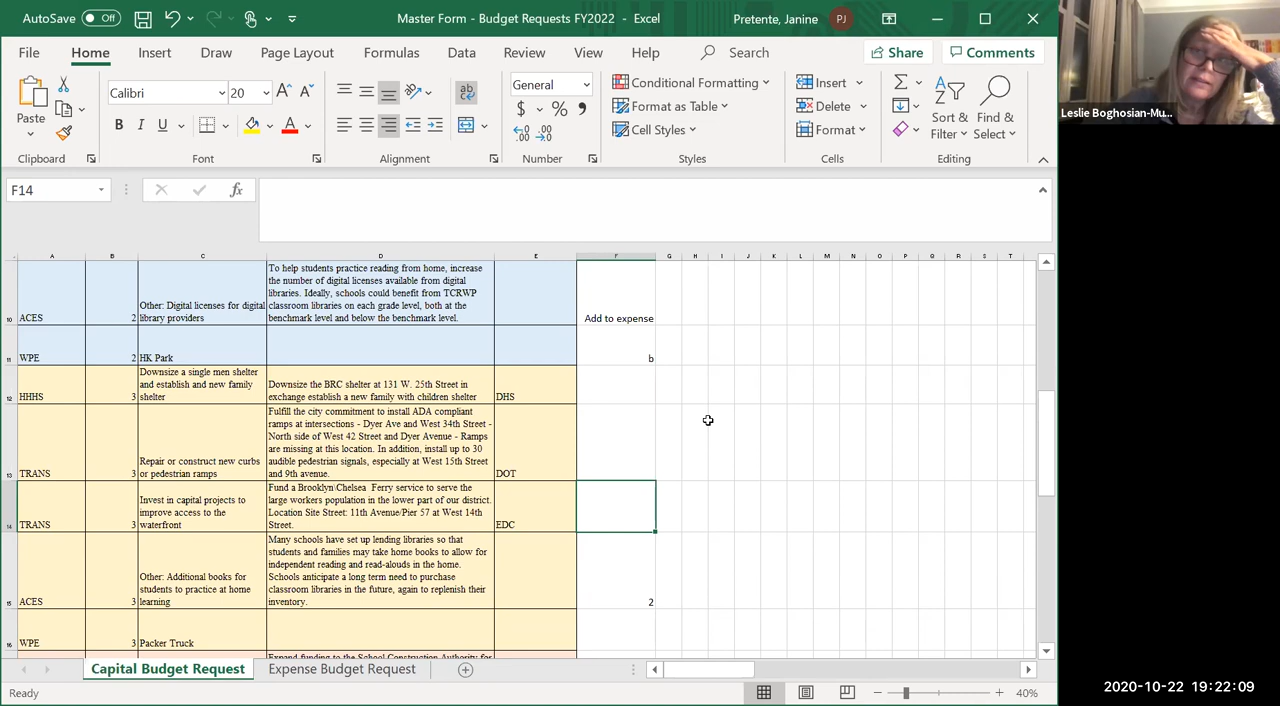 AutoSave Off Master Form - Budget Requests FY2022 - Excel Pretente, Janine PJ
File Home Insert Draw Page Layout Formulas Data Review View Help Search Share Comments
Paste Calibri 20 A A General Conditional Formatting Insert Σ
B I U A $ % , Format as Table Delete Sort & Filter Find & Select
Cell Styles Format
Clipboard Font Alignment Number Styles Cells Editing
F14 fx
A B C D E F G H I J K L M N O P Q R S T
To help students practice reading from home, increase
the number of digital licenses available from digital
libraries. Ideally, schools could benefit from TCRWP
Other: Digital licenses for digital classroom libraries on each grade level, both at the
10 ACES 2 library providers benchmark level and below the benchmark level. Add to expense
11 WPE 2 HK Park b
Downsize a single men shelter
and establish and new family Downsize the BRC shelter at 131 W. 25th Street in
12 HHHS 3 shelter exchange establish a new family with children shelter DHS
Fulfill the city commitment to install ADA compliant
ramps at intersections - Dyer Ave and West 34th Street -
North side of West 42 Street and Dyer Avenue - Ramps
are missing at this location. In addition, install up to 30
Repair or construct new curbs audible pedestrian signals, especially at West 15th Street
13 TRANS 3 or pedestrian ramps and 9th avenue. DOT
Fund a Brooklyn\Chelsea Ferry service to serve the
Invest in capital projects to large workers population in the lower part of our district.
improve access to the Location Site Street: 11th Avenue/Pier 57 at West 14th
14 TRANS 3 waterfront Street. EDC
Many schools have set up lending libraries so that
students and families may take home books to allow for
independent reading and read-alouds in the home.
Other: Additional books for Schools anticipate a long term need to purchase
students to practice at home classroom libraries in the future, again to replenish their
15 ACES 3 learning inventory. 2
16 WPE 3 Packer Truck
Expand funding to the School Construction Authority for
Capital Budget Request Expense Budget Request
Ready 40%
Leslie Boghosian-Mu...
2020-10-22 19:22:09